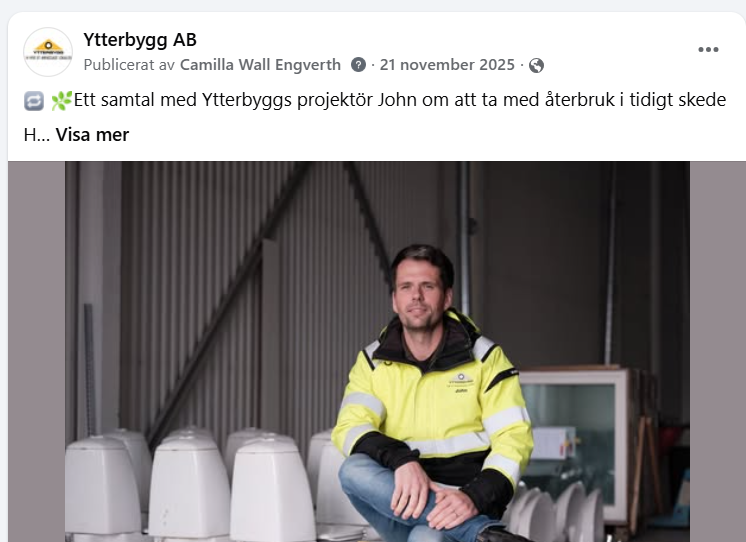 Ytterbygg AB
Publicerat av Camilla Wall Engverth · 21 november 2025 ·
Ett samtal med Ytterbyggs projektör John om att ta med återbruk i tidigt skede
H... Visa mer